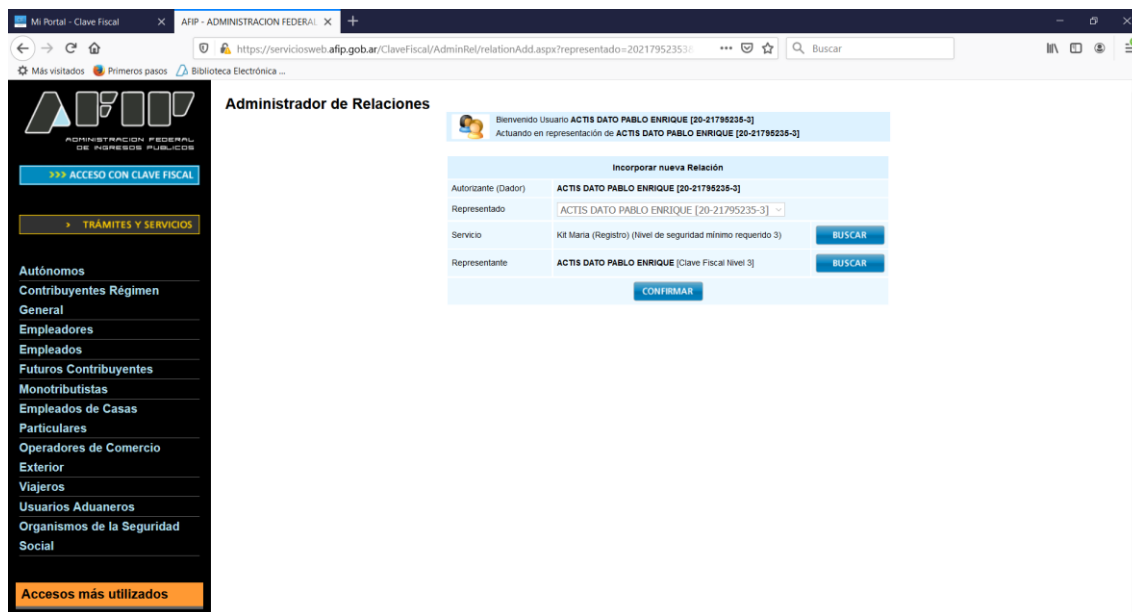 Mi Portal - Clave Fiscal
AFIP - ADMINISTRACION FEDERAL
https://serviciosweb.afip.gob.ar/ClaveFiscal/AdminRel/relationAdd.aspx?representado=2021795235
Buscar
Más visitados Primeros pasos Biblioteca Electrónica ...
AFIP
ADMINISTRACION FEDERAL
DE INGRESOS PUBLICOS
>>> ACCESO CON CLAVE FISCAL
> TRÁMITES Y SERVICIOS
Autónomos
Contribuyentes Régimen
General
Empleadores
Empleados
Futuros Contribuyentes
Monotributistas
Empleados de Casas
Particulares
Operadores de Comercio
Exterior
Viajeros
Usuarios Aduaneros
Organismos de la Seguridad
Social
Accesos más utilizados
Administrador de Relaciones
Bienvenido Usuario ACTIS DATO PABLO ENRIQUE [20-21795235-3]
Actuando en representación de ACTIS DATO PABLO ENRIQUE [20-21795235-3]
Incorporar nueva Relación
Autorizante (Dador) ACTIS DATO PABLO ENRIQUE [20-21795235-3]
Representado ACTIS DATO PABLO ENRIQUE [20-21795235-3]
Servicio Kit Maria (Registro) (Nivel de seguridad mínimo requerido 3) BUSCAR
Representante ACTIS DATO PABLO ENRIQUE [Clave Fiscal Nivel 3] BUSCAR
CONFIRMAR